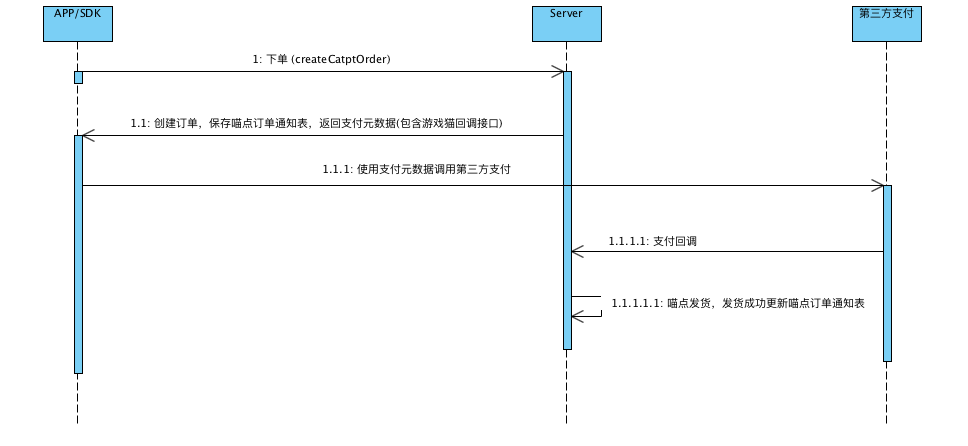 APP/SDK
Server
第三方支付
1: 下单 (createCatptOrder)
1.1: 创建订单，保存喵点订单通知表，返回支付元数据(包含游戏猫回调接口)
1.1.1: 使用支付元数据调用第三方支付
1.1.1.1: 支付回调
1.1.1.1.1: 喵点发货，发货成功更新喵点订单通知表